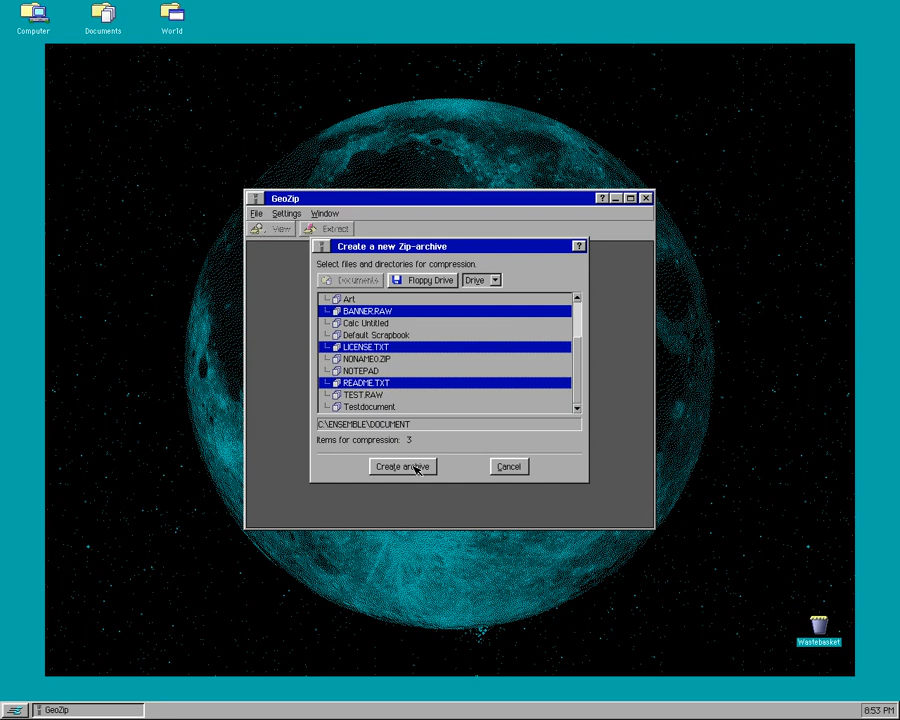 Computer
Documents
World
GeoZip
?
File Settings Window
View Extract
Create a new Zip-archive
?
Select files and directories for compression.
Documents Floppy Drive Drive
Art
BANNER.RAW
Calc Untitled
Default Scrapbook
LICENSE.TXT
NONAME0.ZIP
NOTEPAD
README.TXT
TEST.RAW
Testdocument
C:\ENSEMBLE\DOCUMENT
Items for compression: 3
Create archive Cancel
Wastebasket
GeoZip
8:53 PM